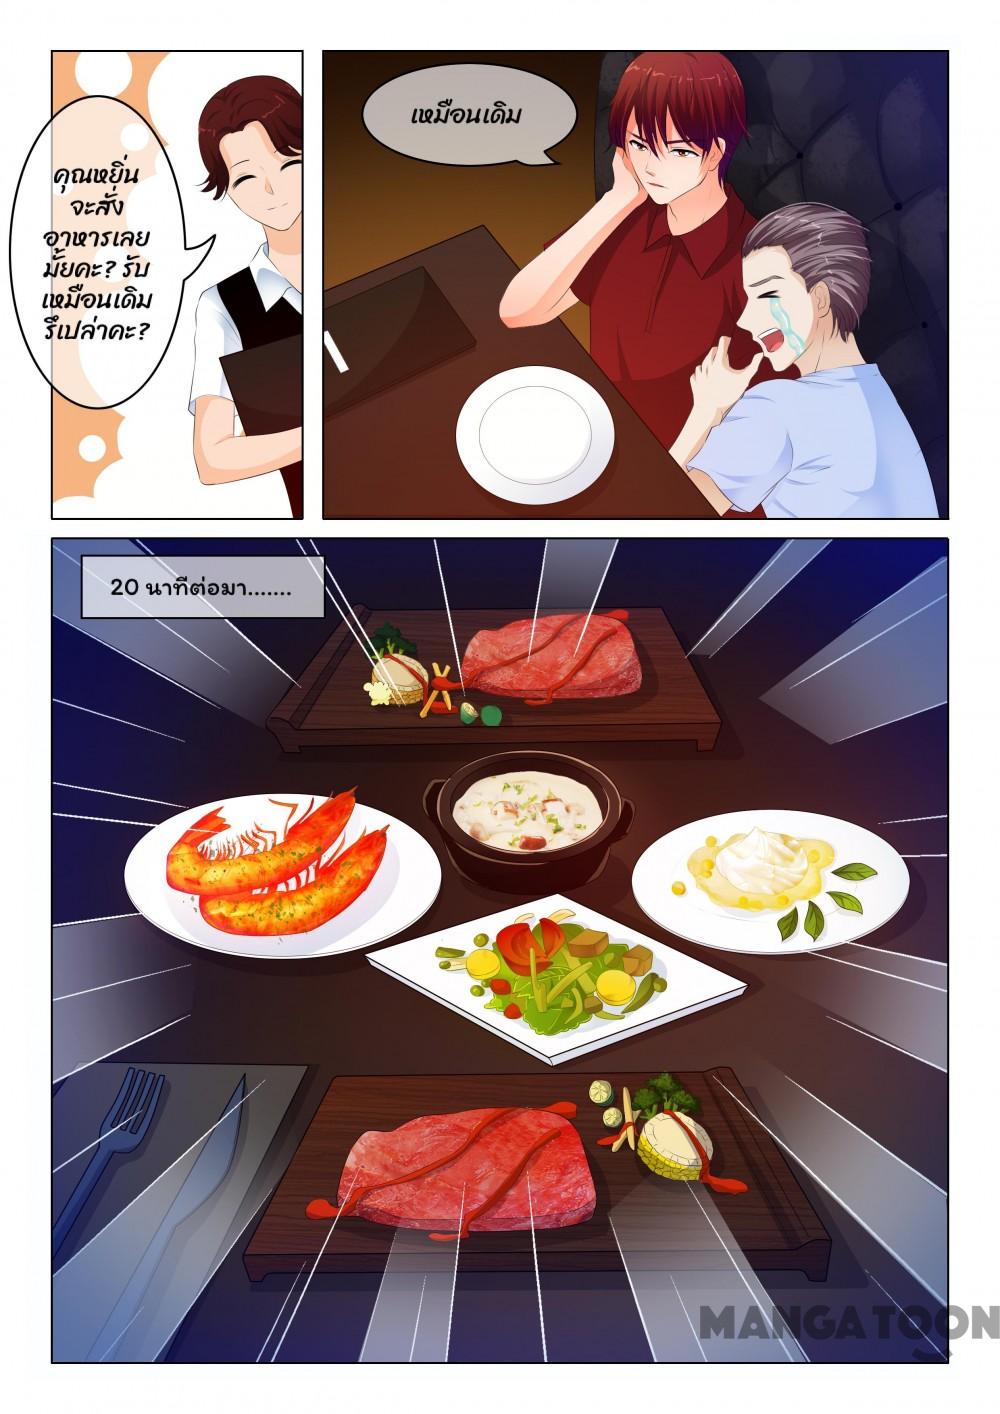 คุณหยิ่น
จะสั่ง
อาหารเลย
มั้ยคะ? รับ
เหมือนเดิม
รึเปล่าคะ?
เหมือนเดิม
20 นาทีต่อมา.......
MANGA TOON